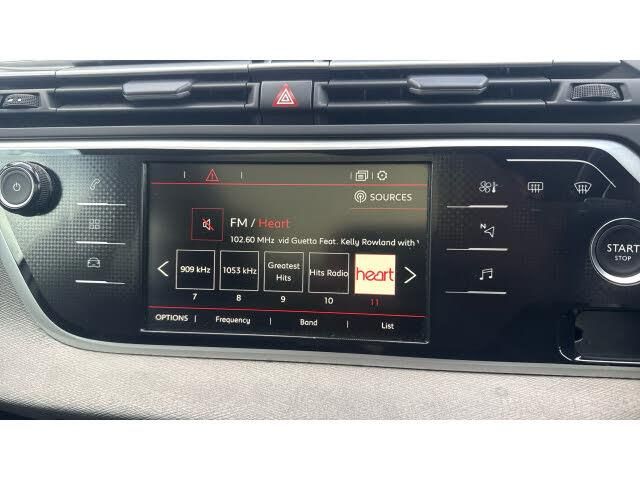 SOURCES
FM / Heart
102.60 MHz vid Guetta Feat. Kelly Rowland with
909 kHz
1053 kHz
Greatest
Hits
Hits Radio
heart
7
8
9
10
11
OPTIONS
Frequency
Band
List
N
START
STOP